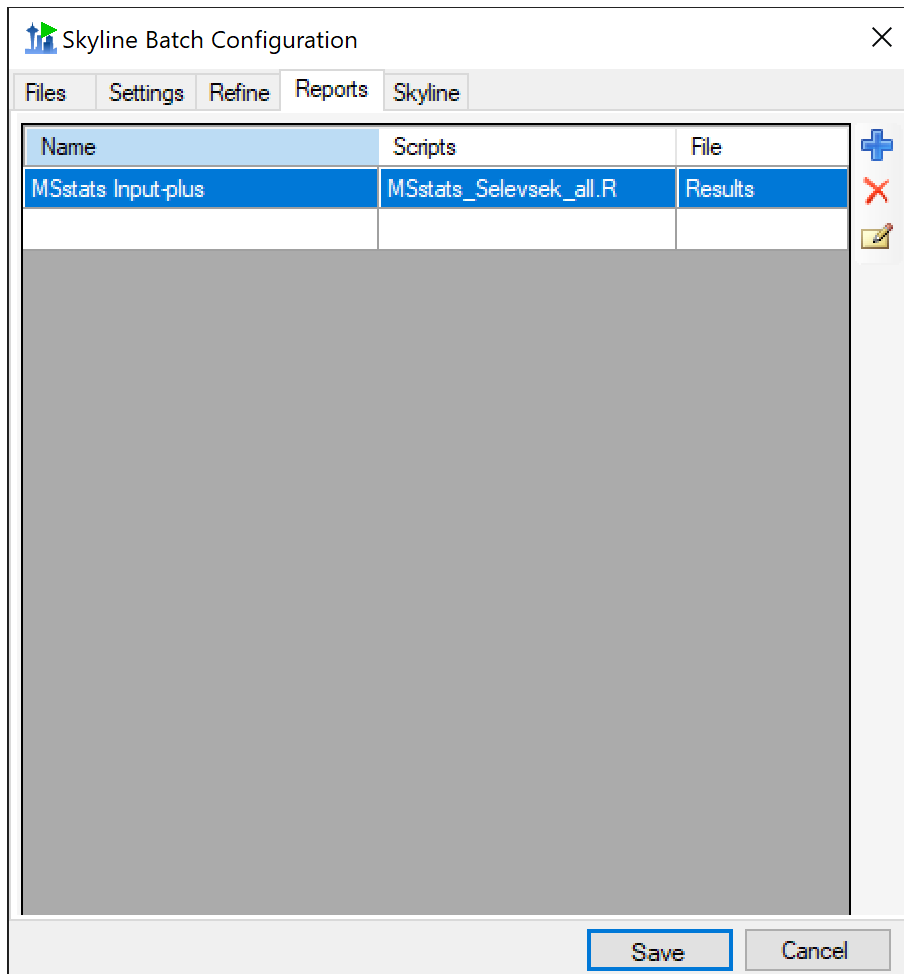 Skyline Batch Configuration
Files Settings Refine Reports Skyline
Name Scripts File
MSstats Input-plus MSstats_Selevsek_all.R Results
Save Cancel